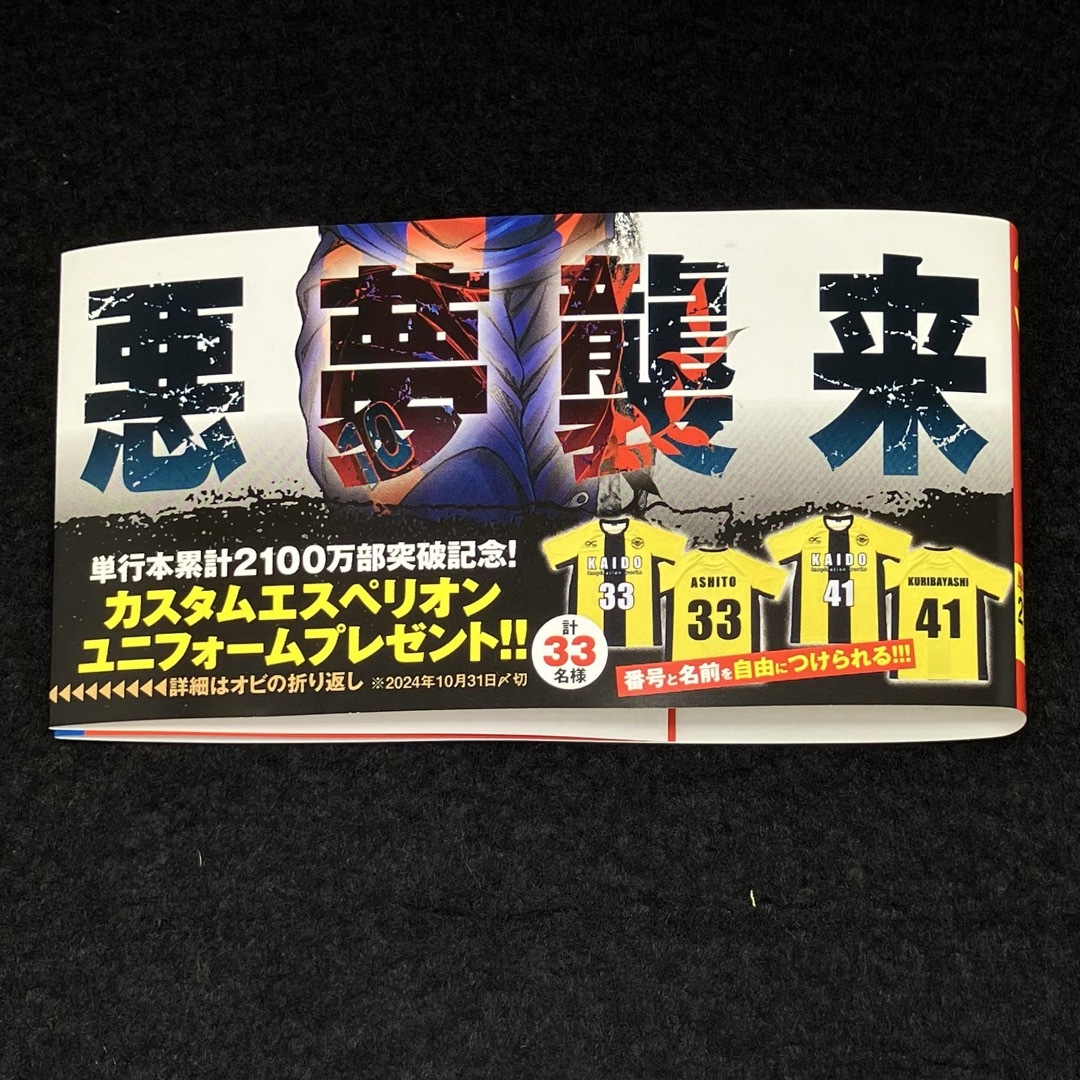 悪夢襲来
10
単行本累計2100万部突破記念!
カスタムエスペリオン
ユニフォームプレゼント!!
詳細はオビの折り返し ※2024年10月31日〆切
計
33
名様
KAIDO
33
ASHITO
33
KAIDO
41
KURIBAYASHI
41
番号と名前を自由につけられる!!!